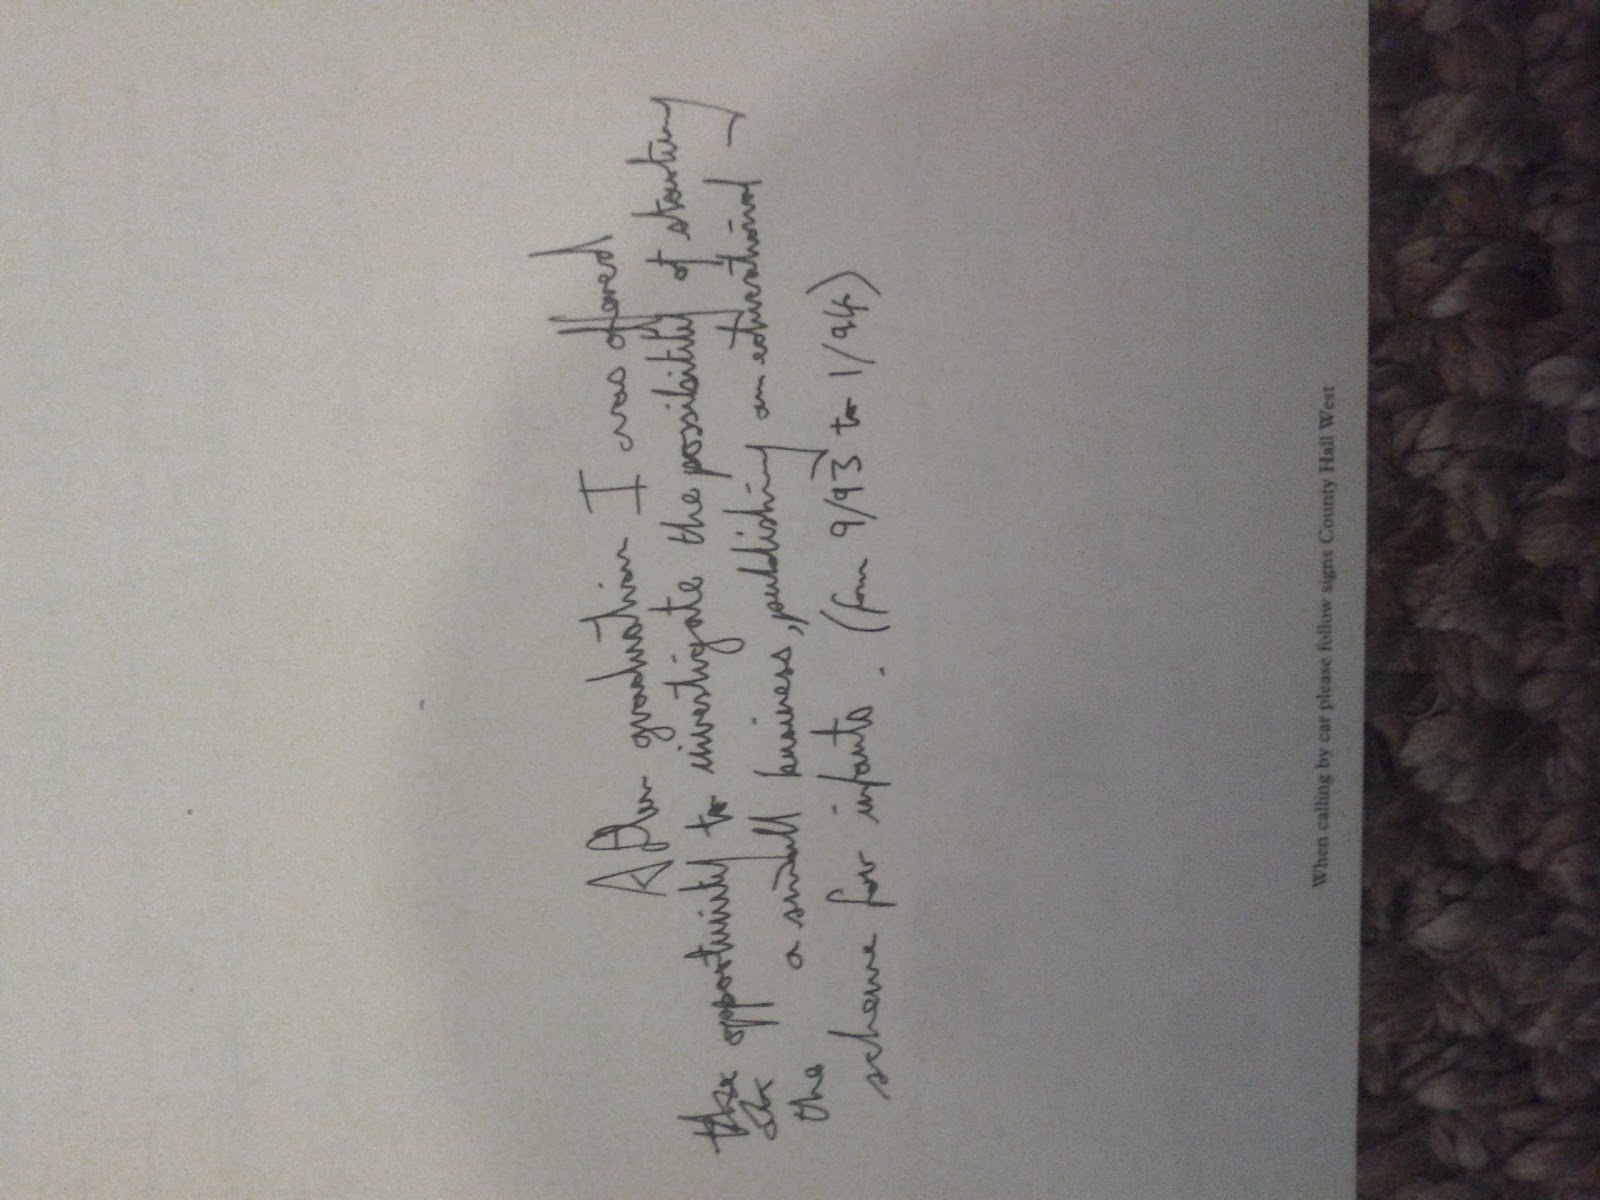 After graduation I was offered
the opportunity to investigate the possibility of starting
a small business, publishing an educational
the
scheme for infants. (from 9/93 to 1/94)
When calling by car please follow signs County Hall West